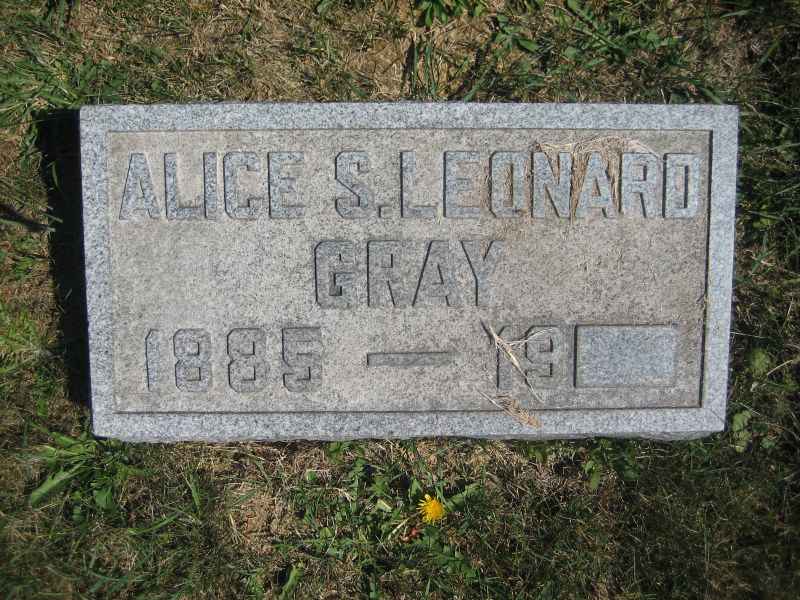 ALICE S. LEONARD
GRAY
1885 — 19